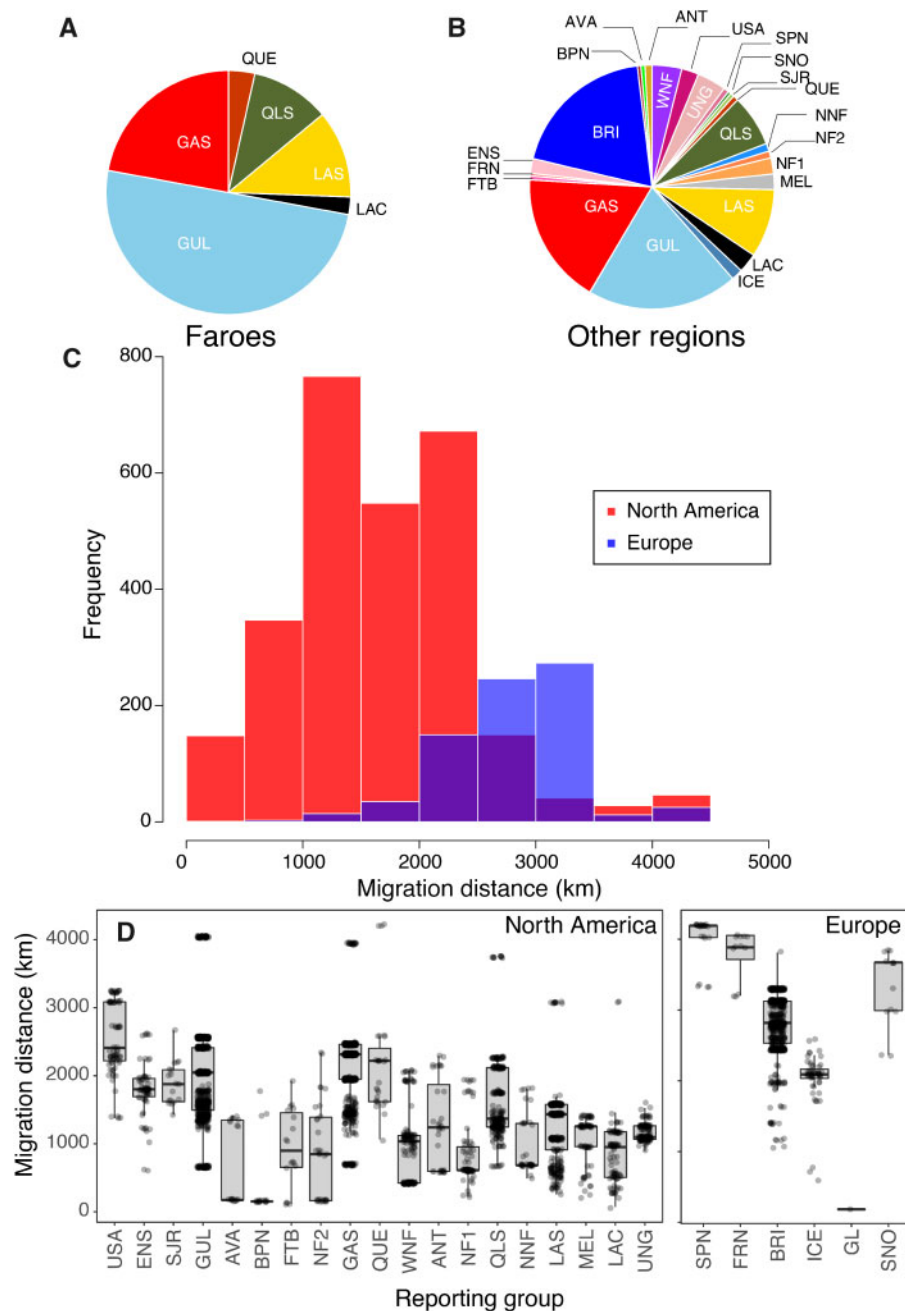 A
QUE
QLS
GAS
LAS
LAC
GUL
Faroes
B
AVA
ANT
USA
SPN
SNO
SJR
QUE
BPN
WNF
UNG
NNF
QLS
NF2
BRI
NF1
ENS
MEL
FRN
FTB
GAS
LAS
GUL
LAC
ICE
Other regions
C
800
600
400
200
0
Frequency
North America
Europe
0 1000 2000 3000 4000 5000
Migration distance (km)
D North America Europe
4000
3000
2000
1000
0
Migration distance (km)
USA ENS SJR GUL AVA BPN FTB NF2 GAS QUE WNF ANT NF1 QLS NNF LAS MEL LAC UNG SPN FRN BRI ICE GL SNO
Reporting group